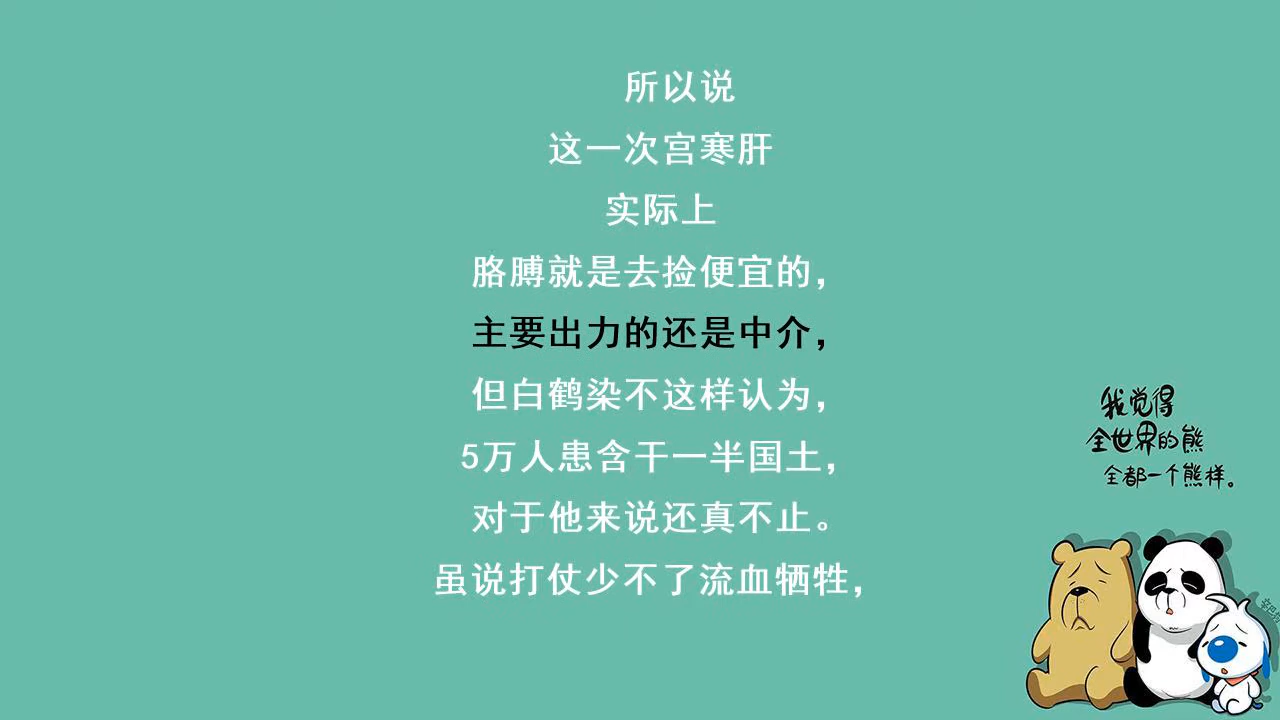 所以说
这一次宫寒肝
实际上
胳膊就是去捡便宜的，
主要出力的还是中介，
但白鹤染不这样认为，
5万人患含干一半国土，
对于他来说还真不止。
虽说打仗少不了流血牺牲，
我觉得
全世界的熊
全都一个熊样。